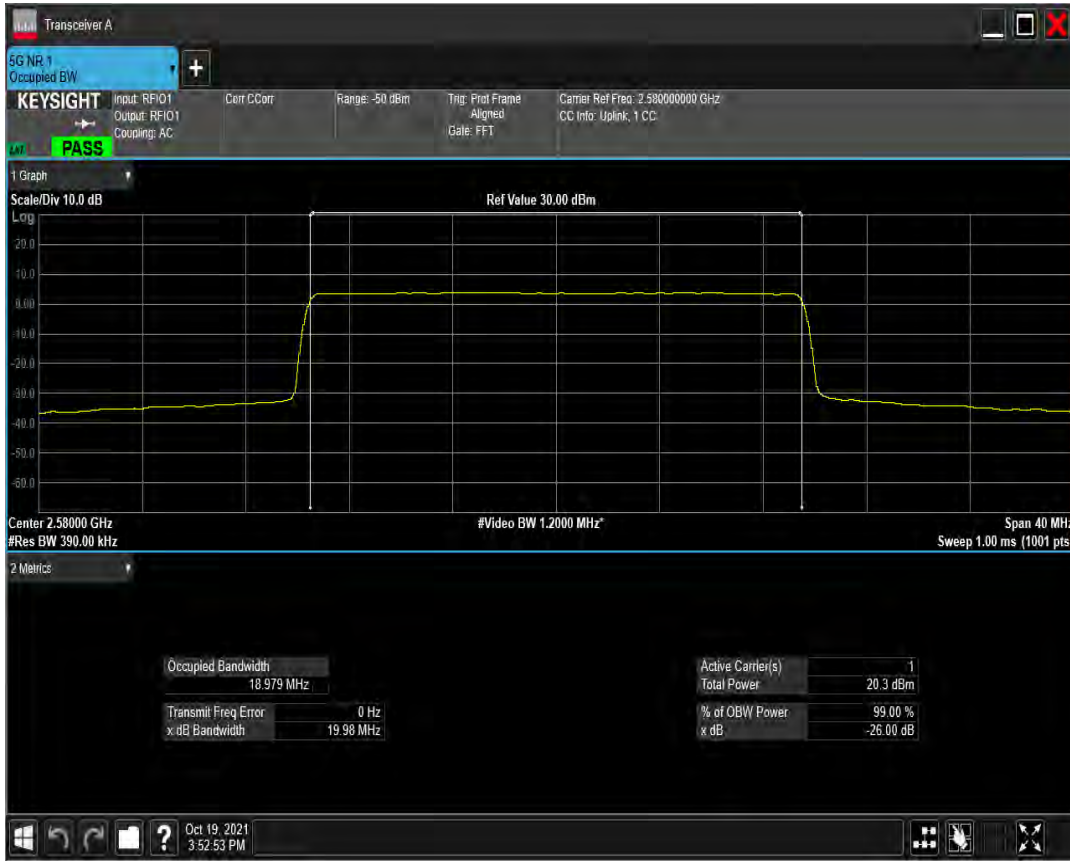 Transceiver A
5G NR 1
Occupied BW
+
KEYSIGHT
PASS
Input: RFIO1
Output: RFIO1
Coupling: AC
Corr CCorr
Range: -50 dBm
Trig: Prot Frame
Aligned
Gate: FFT
Carrier Ref Freq: 2.580000000 GHz
CC Info: Uplink, 1 CC
1 Graph
Scale/Div 10.0 dB
Ref Value 30.00 dBm
Log
20.0
10.0
0.00
-10.0
-20.0
-30.0
-40.0
-50.0
-60.0
Center 2.58000 GHz
#Video BW 1.2000 MHz*
Span 40 MHz
#Res BW 390.00 kHz
Sweep 1.00 ms (1001 pts
2 Metrics
Occupied Bandwidth
18.979 MHz
Transmit Freq Error 0 Hz
x dB Bandwidth 19.98 MHz
Active Carrier(s) 1
Total Power 20.3 dBm
% of OBW Power 99.00 %
x dB -26.00 dB
?
Oct 19, 2021
3:52:53 PM